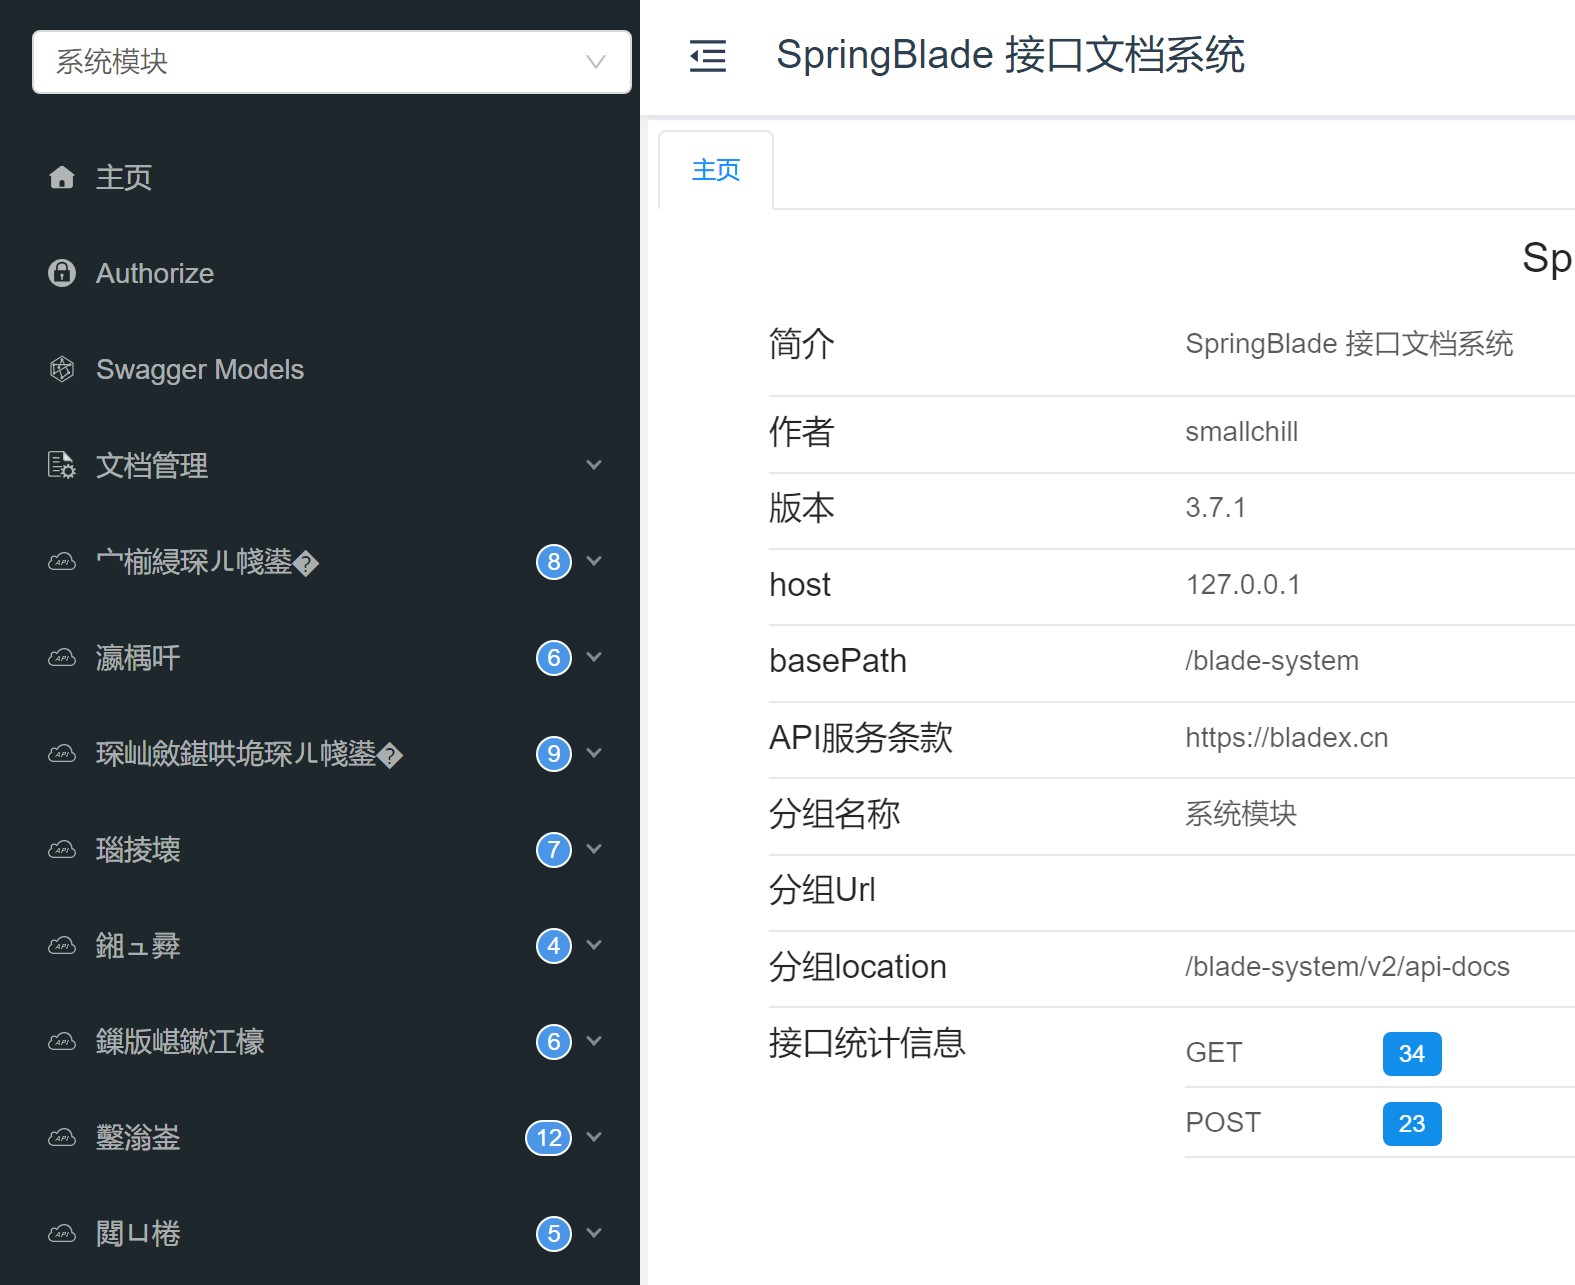 系统模块
主页
Authorize
Swagger Models
文档管理
宀椾綅琛ㄦ帴鍙�
8
瀛楀吀
6
琛屾斂鍖哄垝琛ㄦ帴鍙�
9
瑙掕壊
7
鎺ュ彛
4
鏁版嵁鏉冮檺
6
鑿滃崟
12
閮ㄩ棬
5
SpringBlade 接口文档系统
主页
Sp
简介 SpringBlade 接口文档系统
作者 smallchill
版本 3.7.1
host 127.0.0.1
basePath /blade-system
API服务条款 https://bladex.cn
分组名称 系统模块
分组Url
分组location /blade-system/v2/api-docs
接口统计信息
GET 34
POST 23